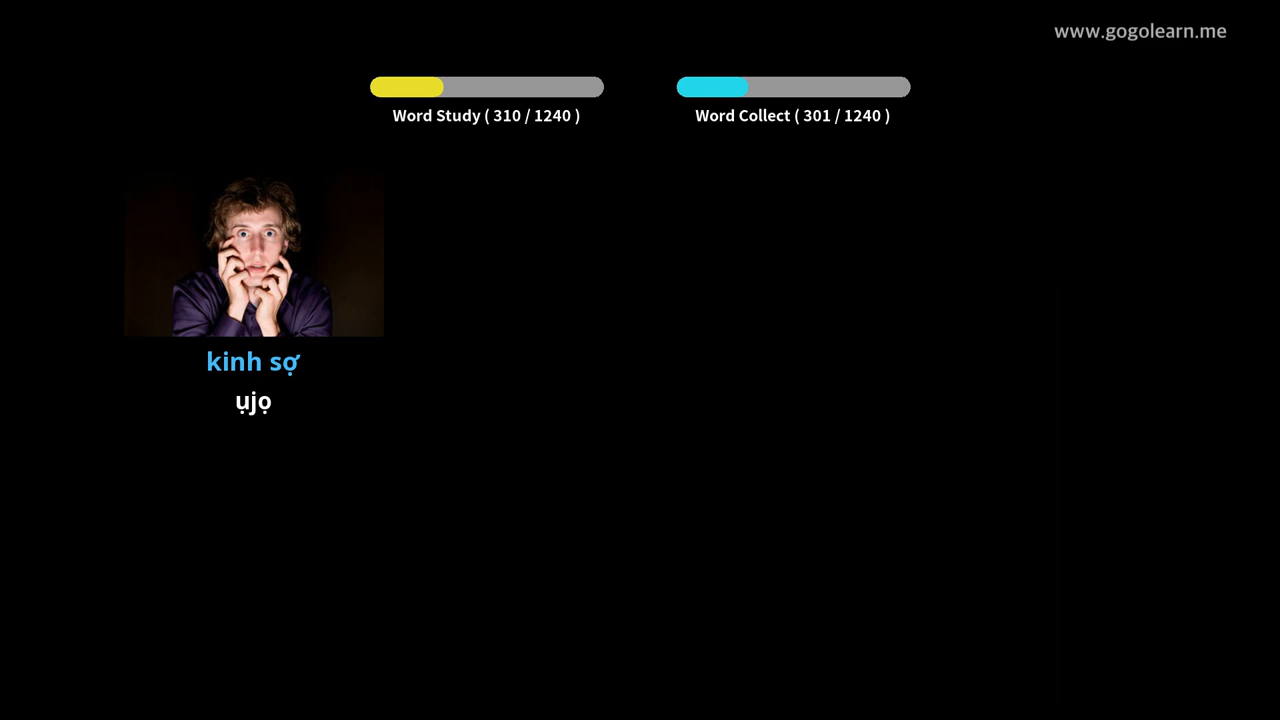 www.gogolearn.me
Word Study ( 310 / 1240 )
Word Collect ( 301 / 1240 )
kinh sợ
ụjọ